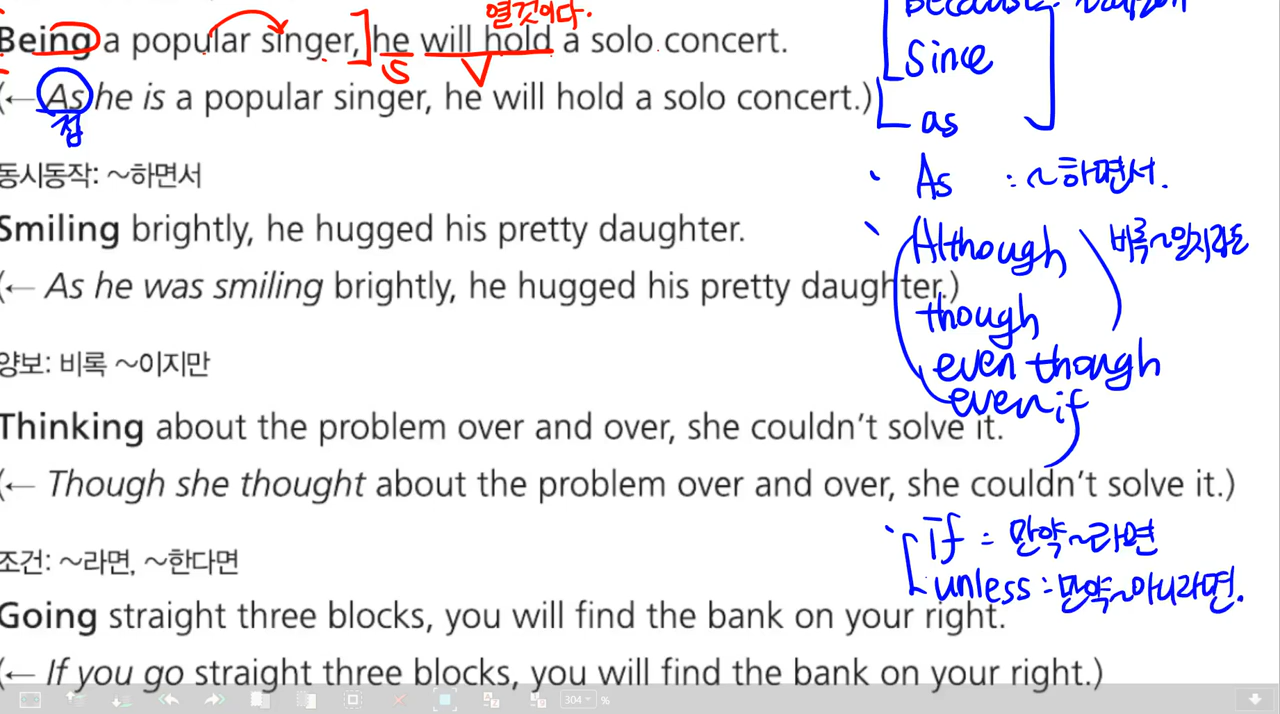 열것이다.
Being a popular singer, he will hold a solo concert.
S V
(← As he is a popular singer, he will hold a solo concert.)
접
동시동작: ~하면서
Smiling brightly, he hugged his pretty daughter.
(← As he was smiling brightly, he hugged his pretty daughter.)
양보: 비록 ~이지만
Thinking about the problem over and over, she couldn't solve it.
(← Though she thought about the problem over and over, she couldn't solve it.)
조건: ~라면, ~한다면
Going straight three blocks, you will find the bank on your right.
(← If you go straight three blocks, you will find the bank on your right.)
because
Since
as
As : ~하면서.
Although 비록~일지라도
though
even though
even if
If = 만약~라면
unless : 만약~아니라면.
304 %